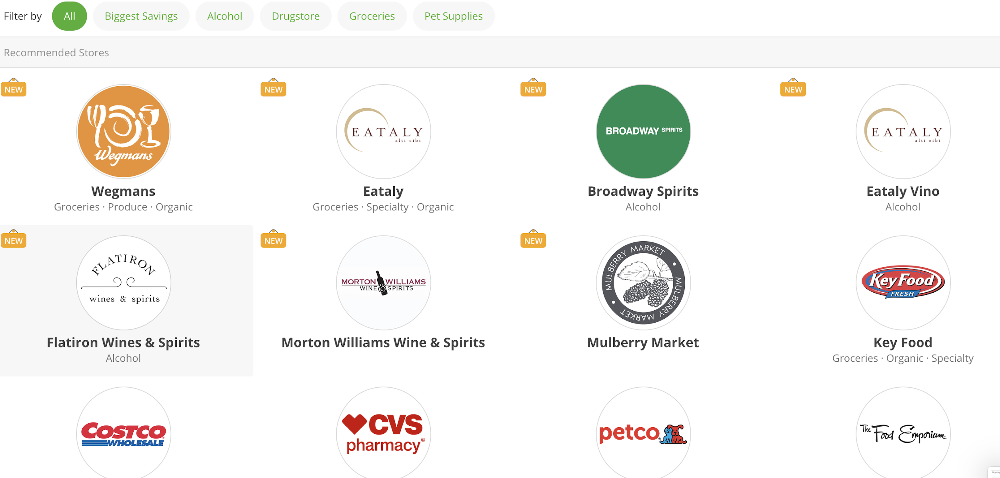 Filter by All Biggest Savings Alcohol Drugstore Groceries Pet Supplies
Recommended Stores
NEW
Wegmans
Wegmans
Groceries · Produce · Organic
NEW
EATALY
alti cibi
Eataly
Groceries · Specialty · Organic
NEW
BROADWAY SPIRITS
Broadway Spirits
Alcohol
NEW
EATALY
alti cibi
Eataly Vino
Alcohol
NEW
FLATIRON
wines & spirits
Flatiron Wines & Spirits
Alcohol
NEW
MORTON WILLIAMS
WINE & SPIRITS
Morton Williams Wine & Spirits
NEW
MULBERRY MARKET
MULBERRY MARKET
Mulberry Market
Key Food
FRESH
Key Food
Groceries · Organic · Specialty
COSTCO
WHOLESALE
CVS
pharmacy®
petco®
The Food Emporium
Filter by